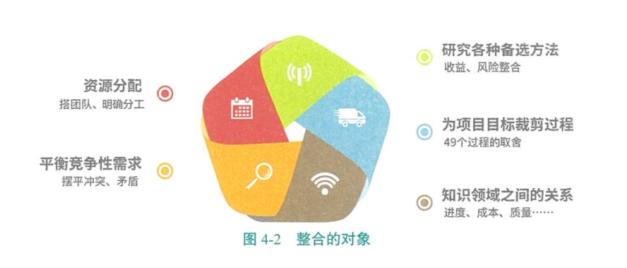 资源分配
搭团队、明确分工
平衡竞争性需求
摆平冲突、矛盾
研究各种备选方法
收益、风险整合
为项目目标裁剪过程
49个过程的取舍
知识领域之间的关系
进度、成本、质量……
图 4-2 整合的对象